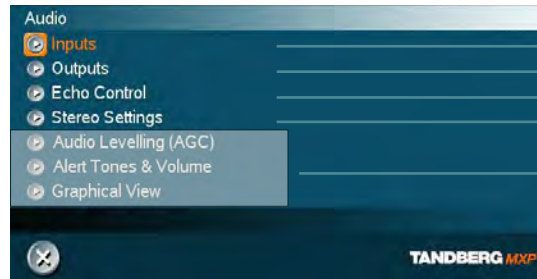 Audio
Inputs
Outputs
Echo Control
Stereo Settings
Audio Levelling (AGC)
Alert Tones & Volume
Graphical View
TANDBERG MXP